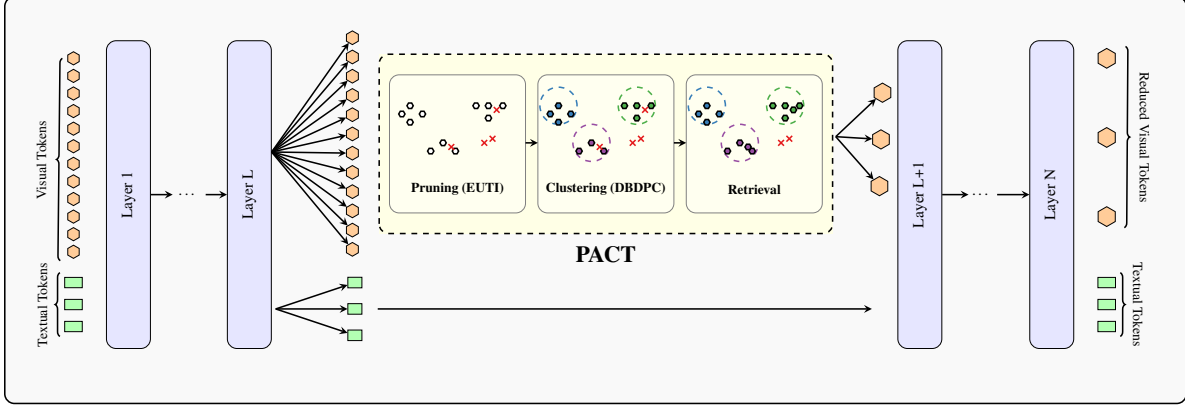 Visual Tokens
Textual Tokens
Layer 1
...
Layer L
Pruning (EUTI)
Clustering (DBDPC)
Retrieval
PACT
Layer L+1
...
Layer N
Reduced Visual Tokens
Textual Tokens